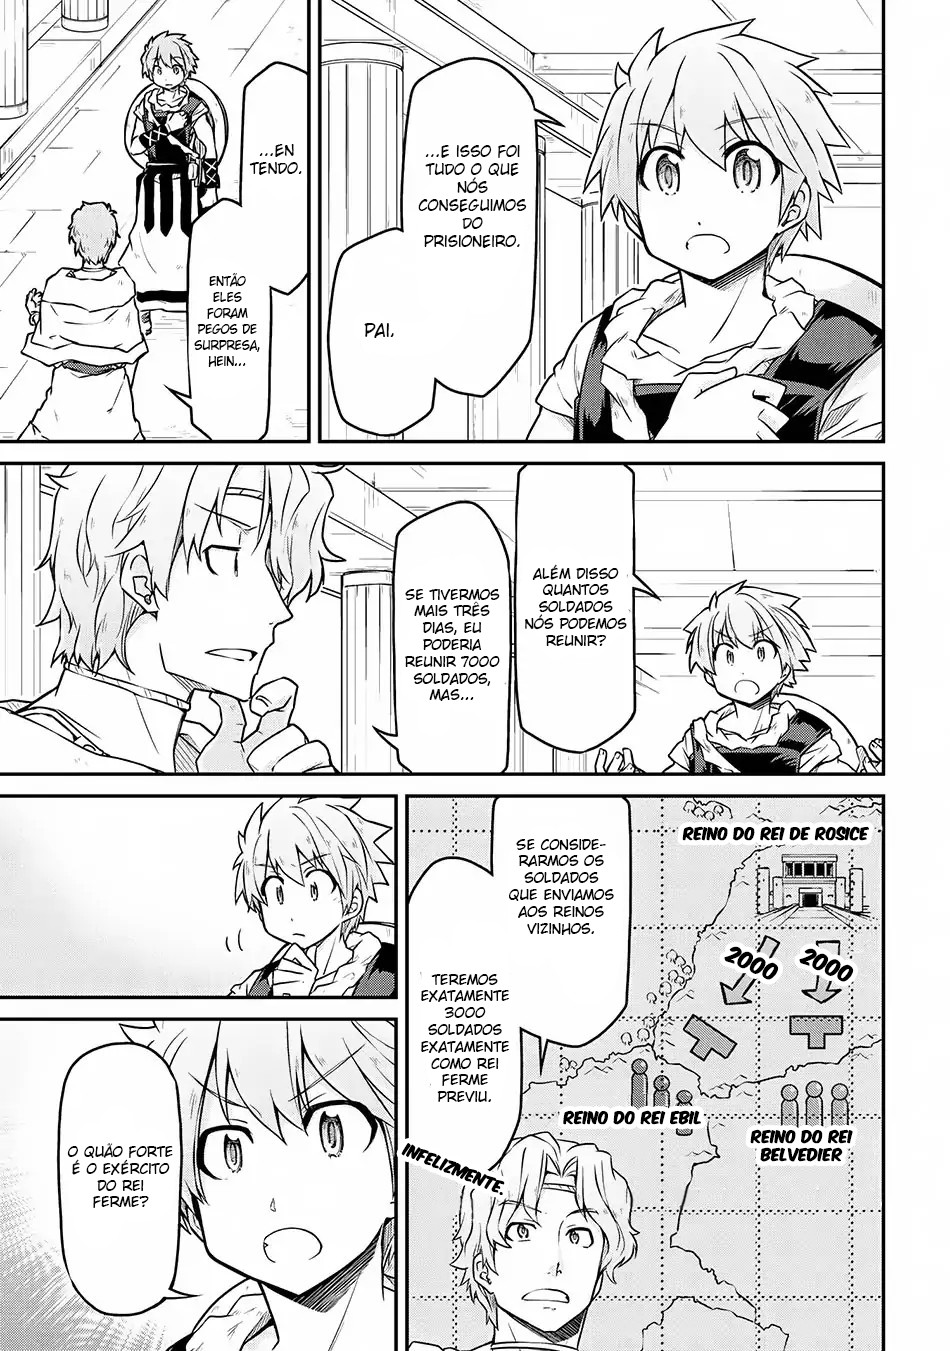 ...E ISSO FOI
TUDO O QUE
NÓS
CONSEGUIMOS
DO
PRISIONEIRO.
PAI.
...EN
TENDO.
ENTÃO
ELES
FORAM
PEGOS DE
SURPRESA,
HEIN...
ALÉM DISSO
QUANTOS
SOLDADOS
NÓS PODEMOS
REUNIR?
SE TIVERMOS
MAIS TRÊS
DIAS, EU
PODERIA
REUNIR 7000
SOLDADOS,
MAS...
REINO DO REI DE ROSICE
2000
2000
REINO DO REI EBIL
REINO DO REI
BELVEDIER
SE CONSIDE-
RARMOS OS
SOLDADOS
QUE ENVIAMOS
AOS REINOS
VIZINHOS.
TEREMOS
EXATAMENTE
3000
SOLDADOS
EXATAMENTE
COMO REI
FERME
PREVIU.
INFELIZMENTE.
O QUÃO FORTE
É O EXÉRCITO
DO REI
FERME?